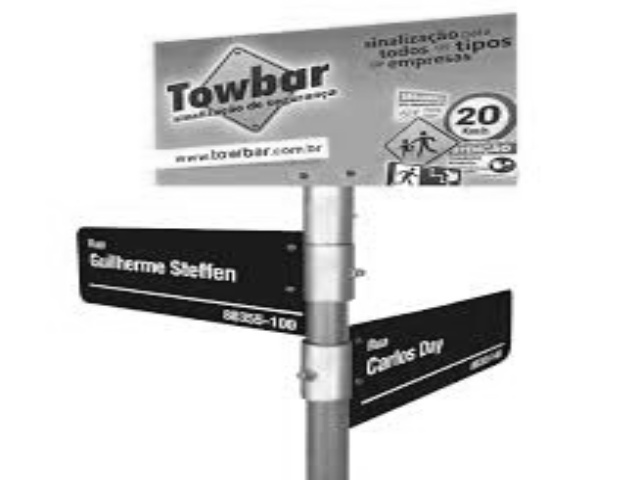 Towbar
sinalização de segurança
www.towbar.com.br
sinalização para
todos os tipos
de empresas
20
Km/h
ATENÇÃO
Rua
Guilherme Steffen
88355-100
Rua
Carlos Day